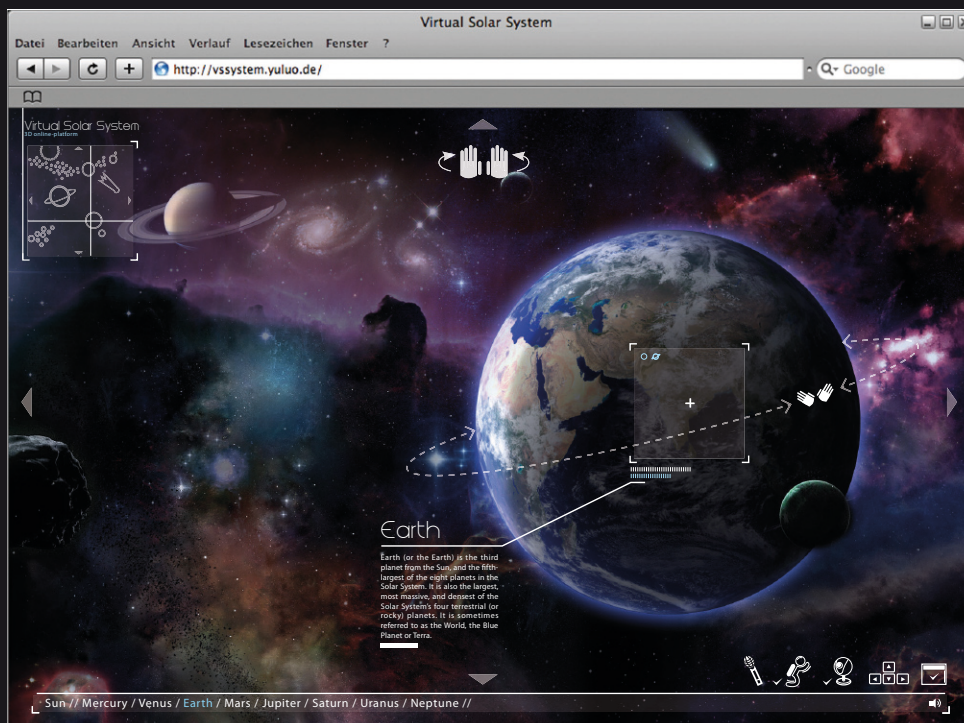 Virtual Solar System
Datei Bearbeiten Ansicht Verlauf Lesezeichen Fenster ?
http://vssystem.yuluo.de/
Google
Virtual Solar System
3D online-platform
Earth
Earth (or the Earth) is the third
planet from the Sun, and the fifth-
largest of the eight planets in the
Solar System. It is also the largest,
most massive, and densest of the
Solar System's four terrestrial (or
rocky) planets. It is sometimes
referred to as the World, the Blue
Planet or Terra.
Sun // Mercury / Venus / Earth / Mars / Jupiter / Saturn / Uranus / Neptune //